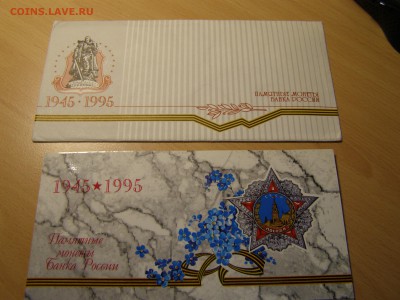 COINS.LAVE.RU
1945 · 1995
ПАМЯТНЫЕ МОНЕТЫ
БАНКА РОССИИ
1945 ★ 1995
Памятные
монеты
Банка России